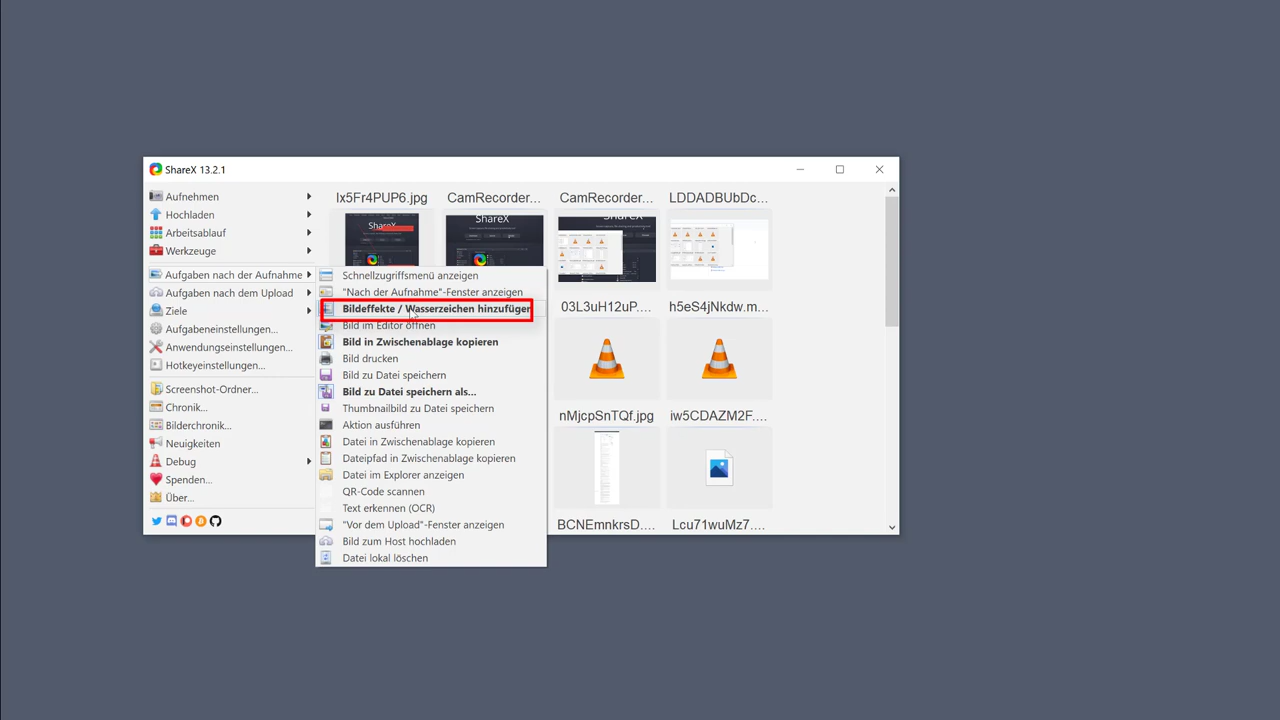 ShareX 13.2.1
Aufnehmen
Hochladen
Arbeitsablauf
Werkzeuge
Aufgaben nach der Aufnahme
Aufgaben nach dem Upload
Ziele
Aufgabeneinstellungen...
Anwendungseinstellungen...
Hotkeyeinstellungen...
Screenshot-Ordner...
Chronik...
Bilderchronik...
Neuigkeiten
Debug
Spenden...
Über...
Schnellzugriffsmenü anzeigen
"Nach der Aufnahme"-Fenster anzeigen
Bildeffekte / Wasserzeichen hinzufügen
Bild im Editor öffnen
Bild in Zwischenablage kopieren
Bild drucken
Bild zu Datei speichern
Bild zu Datei speichern als...
Thumbnailbild zu Datei speichern
Aktion ausführen
Datei in Zwischenablage kopieren
Dateipfad in Zwischenablage kopieren
Datei im Explorer anzeigen
QR-Code scannen
Text erkennen (OCR)
"Vor dem Upload"-Fenster anzeigen
Bild zum Host hochladen
Datei lokal löschen
Ix5Fr4PUP6.jpg CamRecorder... CamRecorder... LDDADBUbDc...
ShareX ShareX ShareX
03L3uH12uP.... h5eS4jNkdw.m...
nMjcpSnTQf.jpg iw5CDAZM2F....
BCNEmnkrsD.... Lcu71wuMz7....